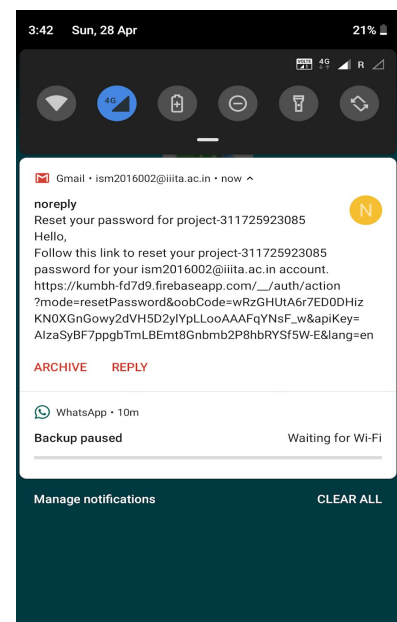 3:42 Sun, 28 Apr 21%
VOLTE 4G R
4G
Gmail • ism2016002@iiita.ac.in • now
noreply
N
Reset your password for project-311725923085
Hello,
Follow this link to reset your project-311725923085
password for your ism2016002@iiita.ac.in account.
https://kumbh-fd7d9.firebaseapp.com/__/auth/action
?mode=resetPassword&oobCode=wRzGHUtA6r7ED0DHiz
KN0XGnGowy2dVH5D2ylYpLLooAAAFqYNsF_w&apiKey=
AIzaSyBF7ppgbTmLBEmt8Gnbmb2P8hbRYSf5W-E&lang=en
ARCHIVE REPLY
WhatsApp • 10m
Backup paused Waiting for Wi-Fi
Manage notifications CLEAR ALL